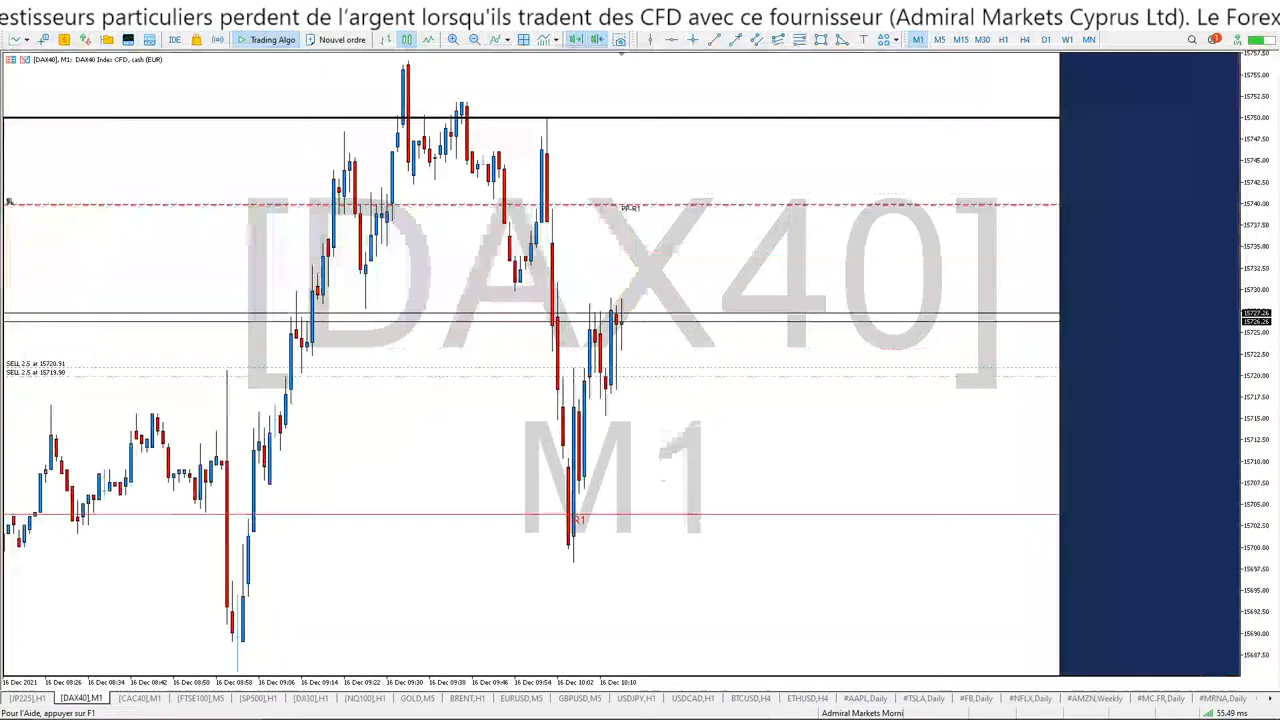 estisseurs particuliers perdent de l’argent lorsqu'ils tradent des CFD avec ce fournisseur (Admiral Markets Cyprus Ltd). Le Forex
IDE Trading Algo Nouvel ordre M1 M5 M15 M30 H1 H4 D1 W1 MN
[DAX40], M1: DAX40 Index CFD, cash (EUR)
[DAX40]
M1
SL
PP-R1
SELL 2.5 at 15720.91
SELL 2.5 at 15719.90
R1
15757.50
15755.00
15752.50
15750.00
15747.50
15745.00
15742.50
15740.00
15737.50
15735.00
15732.50
15730.00
15727.26
15726.26
15725.00
15722.50
15720.00
15717.50
15715.00
15712.50
15710.00
15707.50
15705.00
15702.50
15700.00
15697.50
15695.00
15692.50
15690.00
15687.50
16 Dec 2021 16 Dec 08:26 16 Dec 08:34 16 Dec 08:42 16 Dec 08:50 16 Dec 08:58 16 Dec 09:06 16 Dec 09:14 16 Dec 09:22 16 Dec 09:30 16 Dec 09:38 16 Dec 09:46 16 Dec 09:54 16 Dec 10:02 16 Dec 10:10
[JP225],H1 [DAX40],M1 [CAC40],M1 [FTSE100],M5 [SP500],H1 [DJI30],H1 [NQ100],H1 GOLD,M5 BRENT,H1 EURUSD,M5 GBPUSD,M5 USDJPY,H1 USDCAD,H1 BTCUSD,H4 ETHUSD,H4 #AAPL,Daily #TSLA,Daily #FB,Daily #NFLX,Daily #AMZN,Weekly #MC.FR,Daily #MRNA,Daily
Pour l'Aide, appuyer sur F1 Admiral Markets Morni 55.49 ms